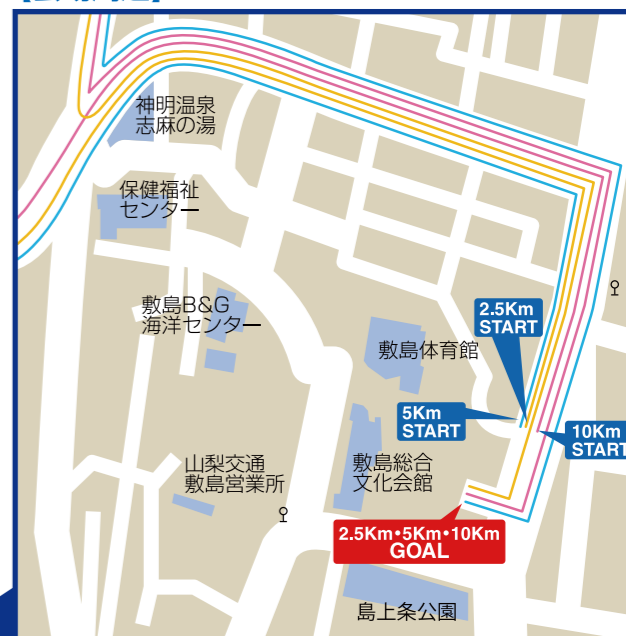 神明温泉
志麻の湯
保健福祉
センター
敷島B&G
海洋センター
2.5Km
START
敷島体育館
5Km
START
10Km
START
山梨交通
敷島営業所
敷島総合
文化会館
2.5Km•5Km•10Km
GOAL
島上条公園